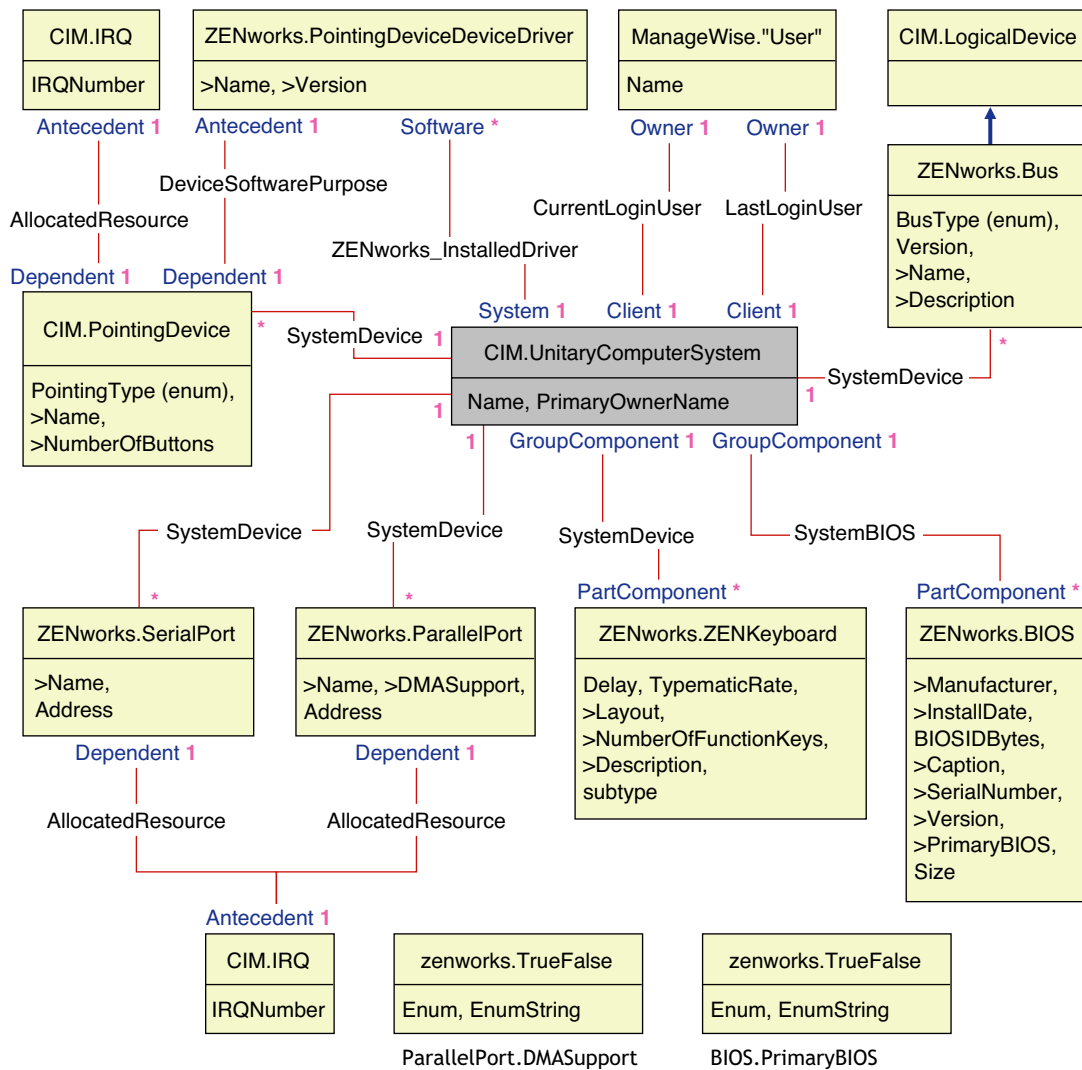 CIM.IRQ
IRQNumber
ZENworks.PointingDeviceDeviceDriver
>Name, >Version
ManageWise."User"
Name
CIM.LogicalDevice
Antecedent 1
Antecedent 1
Software *
Owner 1
Owner 1
ZENworks.Bus
BusType (enum),
Version,
>Name,
>Description
*
DeviceSoftwarePurpose
AllocatedResource
CurrentLoginUser
LastLoginUser
ZENworks_InstalledDriver
Dependent 1
Dependent 1
System 1
Client 1
Client 1
CIM.PointingDevice
PointingType (enum),
>Name,
>NumberOfButtons
*
SystemDevice
1
CIM.UnitaryComputerSystem
Name, PrimaryOwnerName
SystemDevice
1
1
1
GroupComponent 1
GroupComponent 1
SystemDevice
SystemDevice
SystemDevice
SystemBIOS
*
*
PartComponent *
PartComponent *
ZENworks.SerialPort
>Name,
Address
ZENworks.ParallelPort
>Name, >DMASupport,
Address
ZENworks.ZENKeyboard
Delay, TypematicRate,
>Layout,
>NumberOfFunctionKeys,
>Description,
subtype
ZENworks.BIOS
>Manufacturer,
>InstallDate,
BIOSIDBytes,
>Caption,
>SerialNumber,
>Version,
>PrimaryBIOS,
Size
Dependent 1
Dependent 1
AllocatedResource
AllocatedResource
Antecedent 1
CIM.IRQ
IRQNumber
zenworks.TrueFalse
Enum, EnumString
ParallelPort.DMASupport
zenworks.TrueFalse
Enum, EnumString
BIOS.PrimaryBIOS